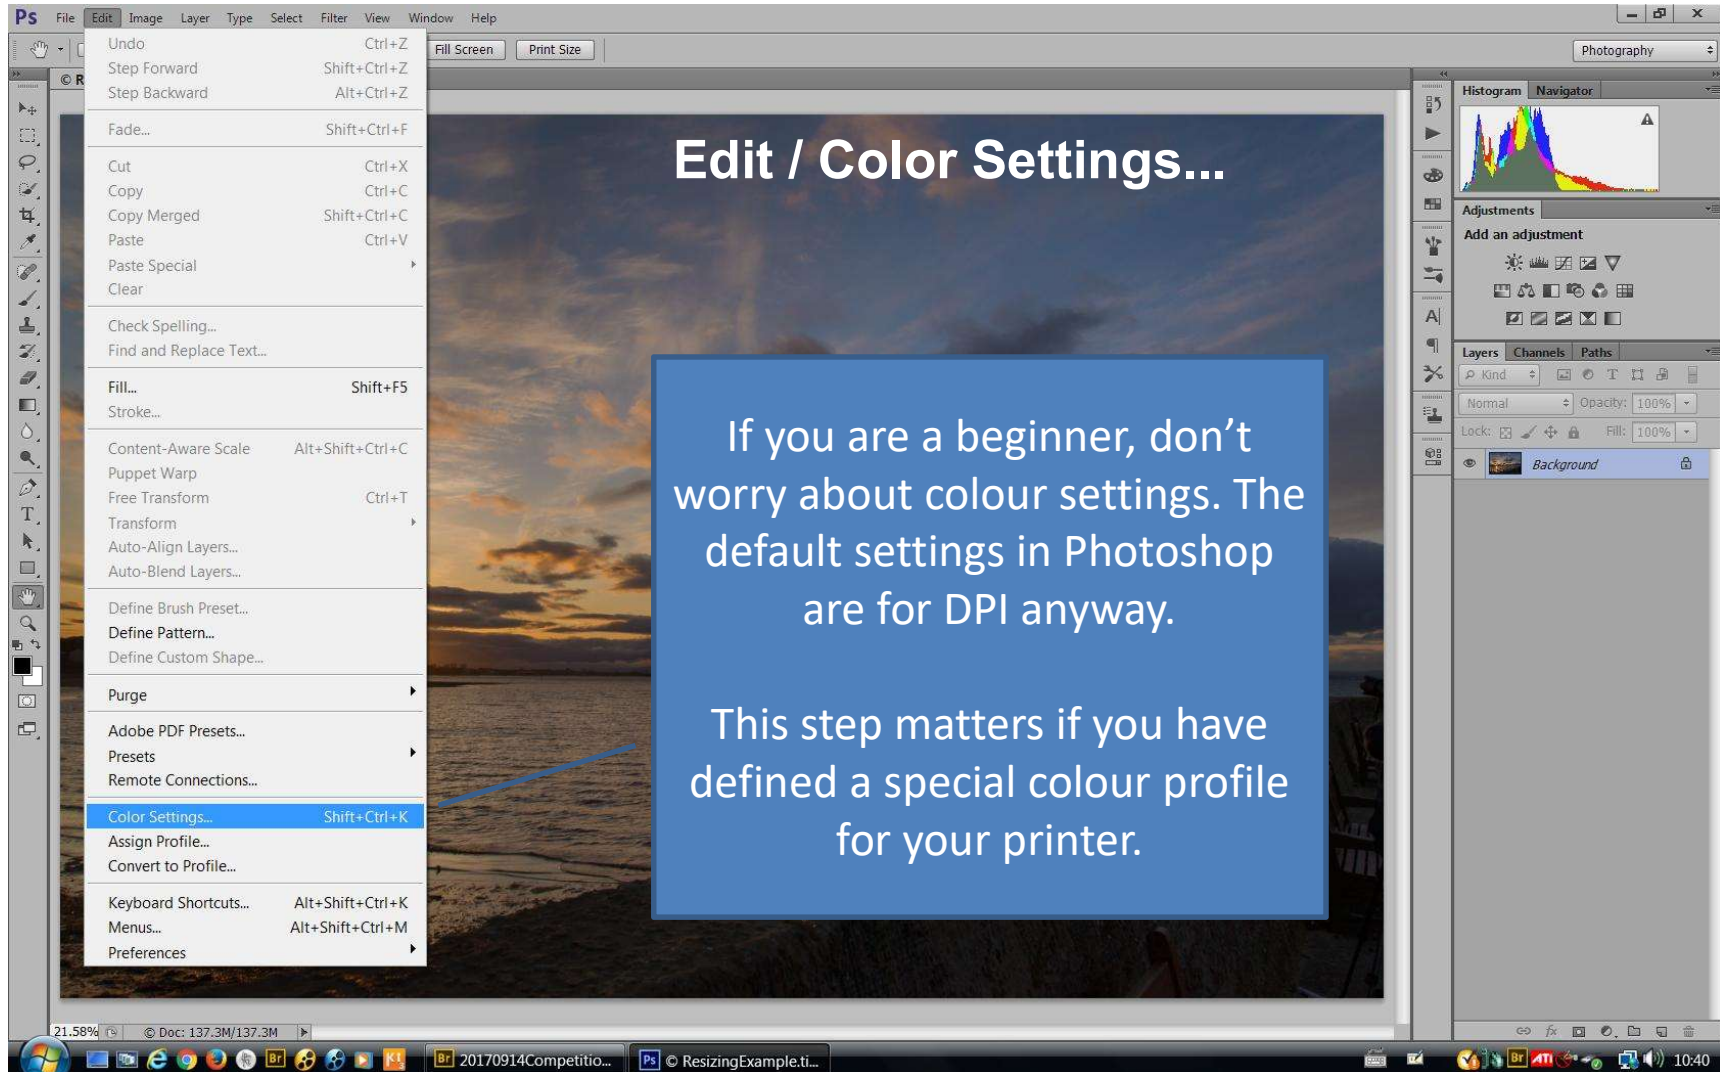 Ps File Edit Image Layer Type Select Filter View Window Help
Fill Screen Print Size Photography
© R
Undo Ctrl+Z
Step Forward Shift+Ctrl+Z
Step Backward Alt+Ctrl+Z
Fade... Shift+Ctrl+F
Cut Ctrl+X
Copy Ctrl+C
Copy Merged Shift+Ctrl+C
Paste Ctrl+V
Paste Special
Clear
Check Spelling...
Find and Replace Text...
Fill... Shift+F5
Stroke...
Content-Aware Scale Alt+Shift+Ctrl+C
Puppet Warp
Free Transform Ctrl+T
Transform
Auto-Align Layers...
Auto-Blend Layers...
Define Brush Preset...
Define Pattern...
Define Custom Shape...
Purge
Adobe PDF Presets...
Presets
Remote Connections...
Color Settings... Shift+Ctrl+K
Assign Profile...
Convert to Profile...
Keyboard Shortcuts... Alt+Shift+Ctrl+K
Menus... Alt+Shift+Ctrl+M
Preferences
Edit / Color Settings...
If you are a beginner, don’t
worry about colour settings. The
default settings in Photoshop
are for DPI anyway.
This step matters if you have
defined a special colour profile
for your printer.
Histogram Navigator
Adjustments
Add an adjustment
Layers Channels Paths
Kind
Normal Opacity: 100%
Lock: Fill: 100%
Background
21.58% © Doc: 137.3M/137.3M
Br 20170914Competitio... Ps © ResizingExample.ti... Br ATI 10:40